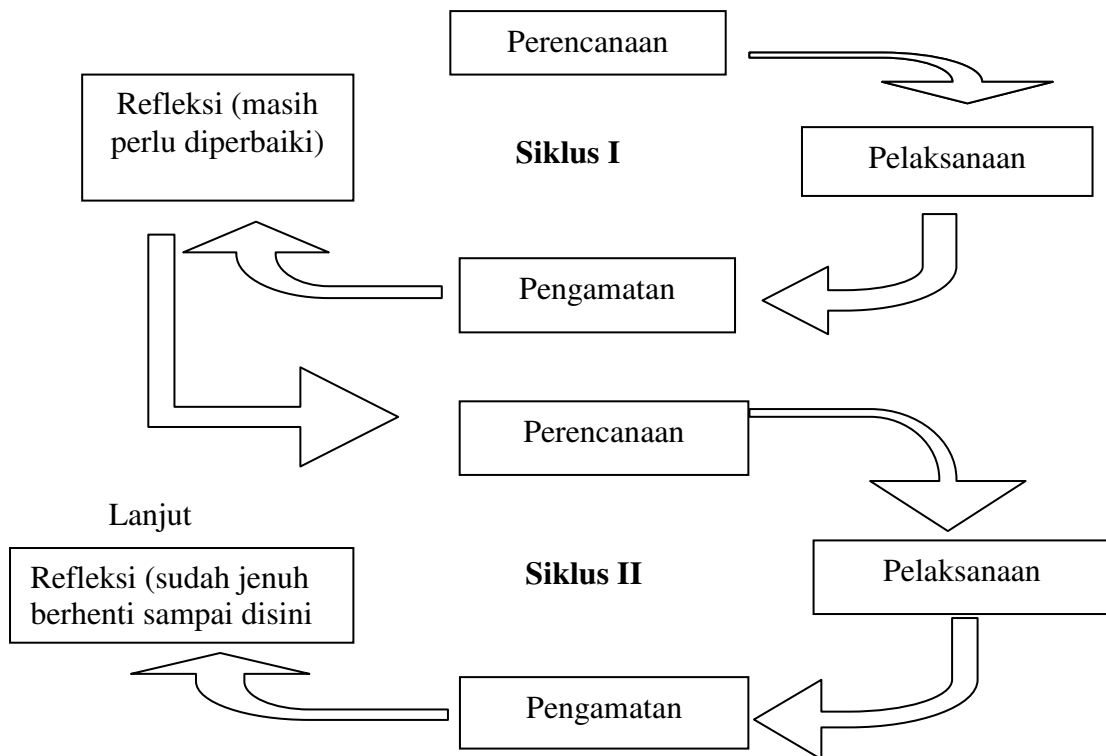 Perencanaan
Refleksi (masih
perlu diperbaiki)
Siklus I
Pelaksanaan
Pengamatan
Perencanaan
Lanjut
Refleksi (sudah jenuh
berhenti sampai disini
Siklus II
Pelaksanaan
Pengamatan